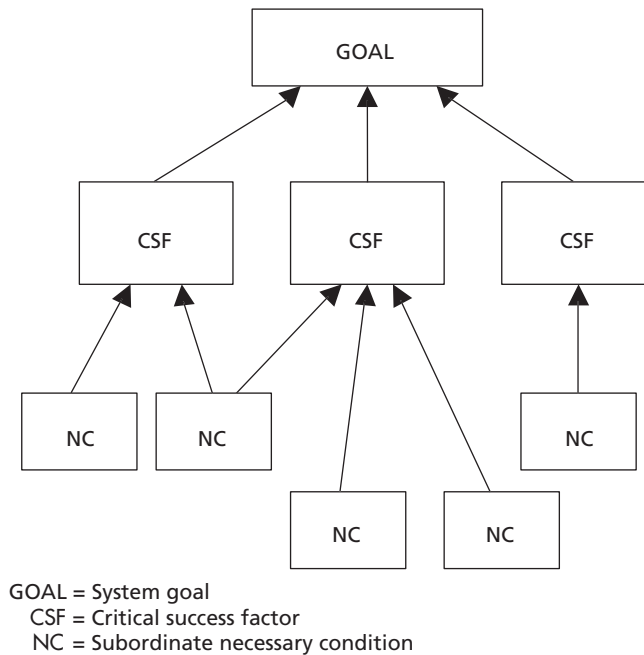 GOAL
CSF CSF CSF
NC NC NC
NC NC
GOAL = System goal
CSF = Critical success factor
NC = Subordinate necessary condition